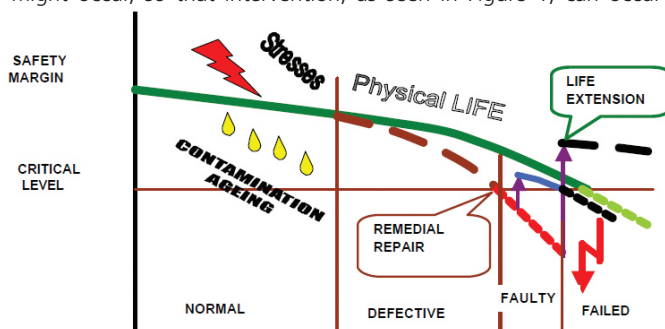 might occur, so that intervention, as seen in Figure 4, can occur
SAFETY
MARGIN
Stresses
Physical LIFE
LIFE
EXTENSION
CONTAMINATION
AGEING
CRITICAL
LEVEL
REMEDIAL
REPAIR
NORMAL
DEFECTIVE
FAULTY
FAILED